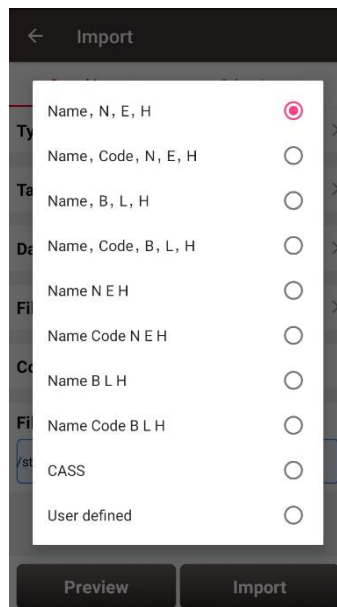 Import
Name, N, E, H
Name, Code, N, E, H
Name, B, L, H
Name, Code, B, L, H
Name N E H
Name Code N E H
Name B L H
Name Code B L H
CASS
User defined
Preview
Import